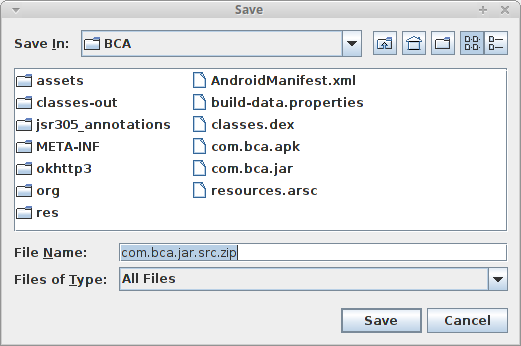 Save
Save In: BCA
assets
classes-out
jsr305_annotations
META-INF
okhttp3
org
res
AndroidManifest.xml
build-data.properties
classes.dex
com.bca.apk
com.bca.jar
resources.arsc
File Name: com.bca.jar.src.zip
Files of Type: All Files
Save Cancel